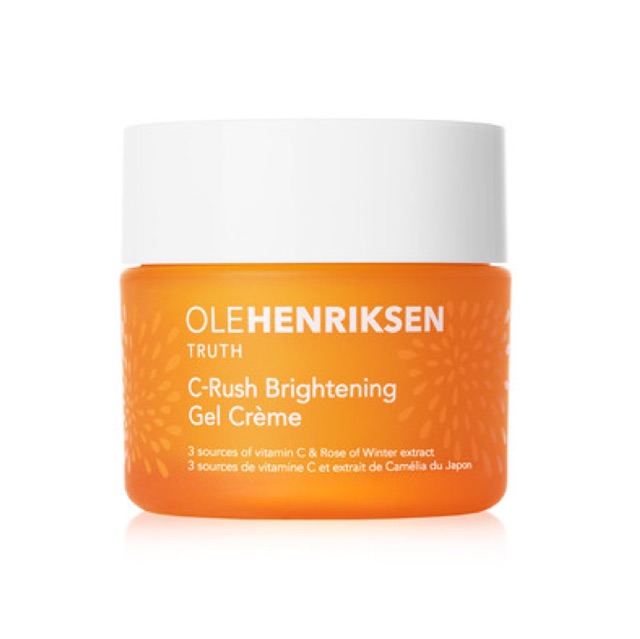 OLEHENRIKSEN
TRUTH
C-Rush Brightening
Gel Crème
3 sources of vitamin C & Rose of Winter extract
3 sources de vitamine C et extrait de Camélia du Japon